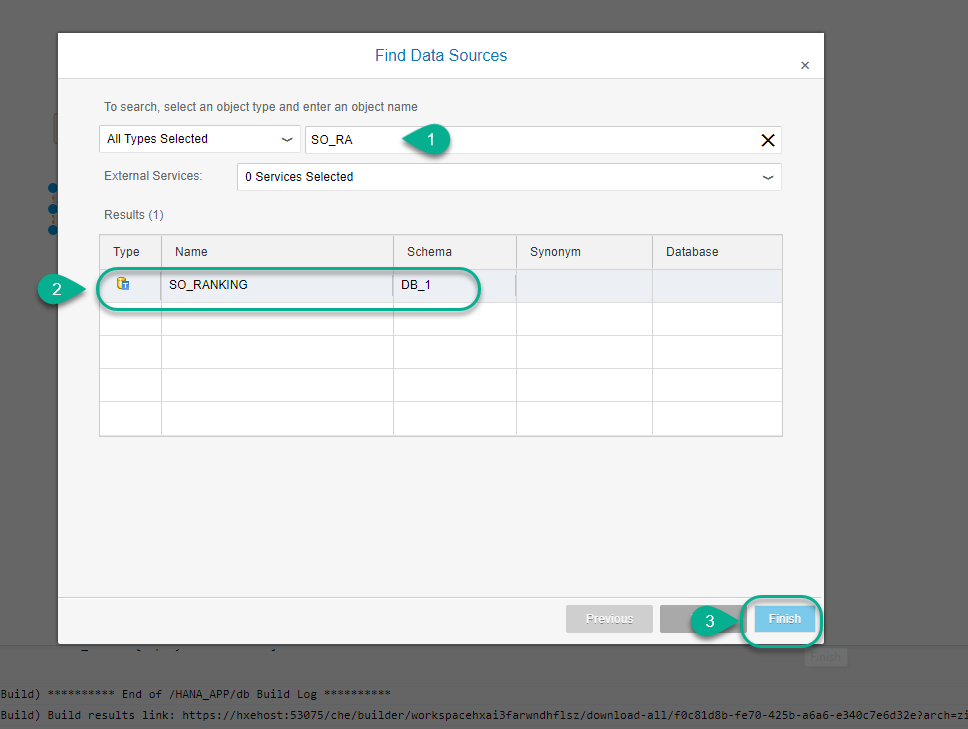 Find Data Sources
×
To search, select an object type and enter an object name
All Types Selected
SO_RA
1
External Services:
0 Services Selected
Results (1)
Type Name Schema Synonym Database
2
SO_RANKING DB_1
Previous
3
Finish
Finish
Build) ********** End of /HANA_APP/db Build Log **********
Build) Build results link: https://hxehost:53075/che/builder/workspacehxai3farwndhflsz/download-all/f0c81d8b-fe70-425b-a6a6-e340c7e6d32e?arch=zi